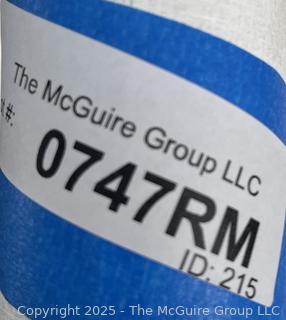 The McGuire Group LLC
#:
0747RM
ID: 215
Copyright 2025 - The McGuire Group LLC